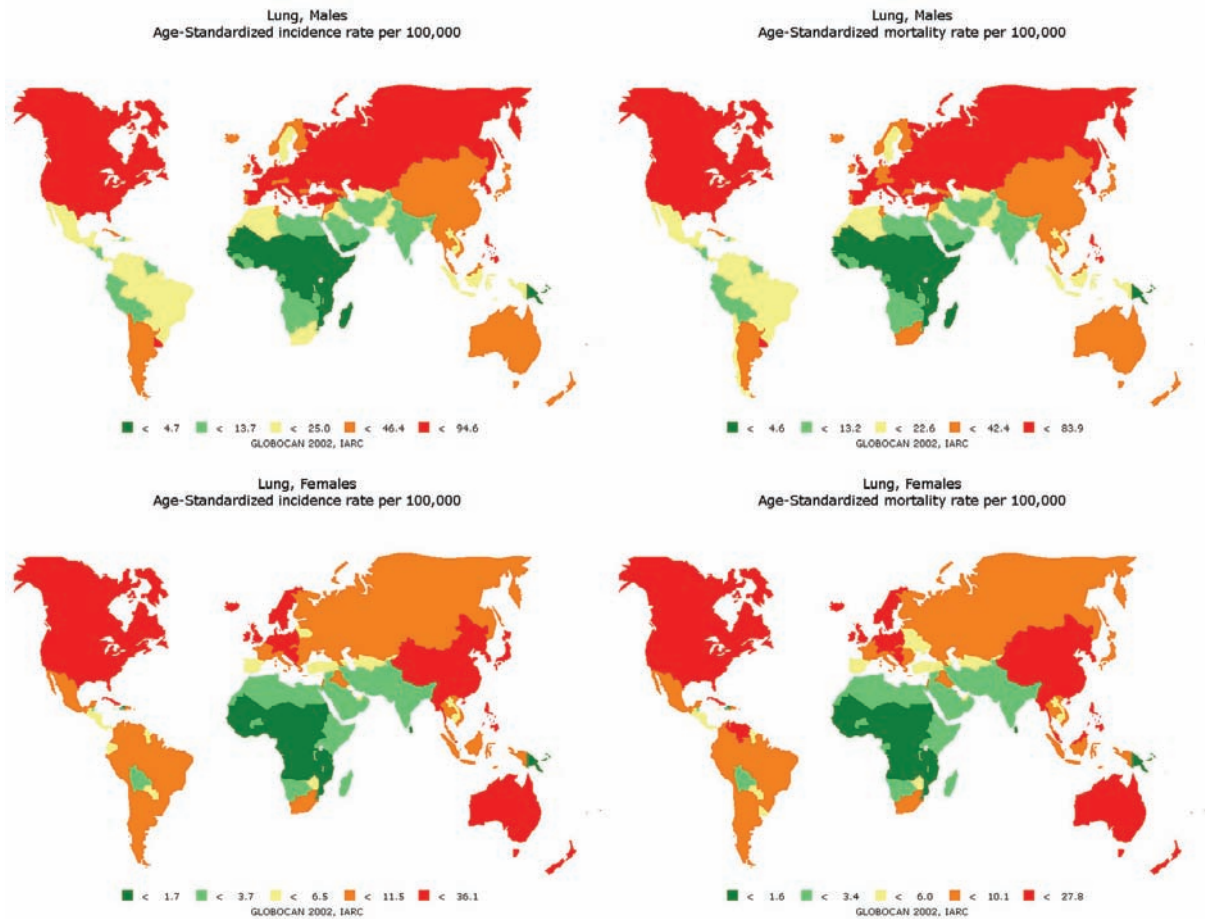 Lung, Males
Age-Standardized incidence rate per 100,000
Lung, Males
Age-Standardized mortality rate per 100,000
< 4.7 < 13.7 < 25.0 < 46.4 < 94.6
GLOBOCAN 2002, IARC
< 4.6 < 13.2 < 22.6 < 42.4 < 83.9
GLOBOCAN 2002, IARC
Lung, Females
Age-Standardized incidence rate per 100,000
Lung, Females
Age-Standardized mortality rate per 100,000
< 1.7 < 3.7 < 6.5 < 11.5 < 36.1
GLOBOCAN 2002, IARC
< 1.6 < 3.4 < 6.0 < 10.1 < 27.8
GLOBOCAN 2002, IARC